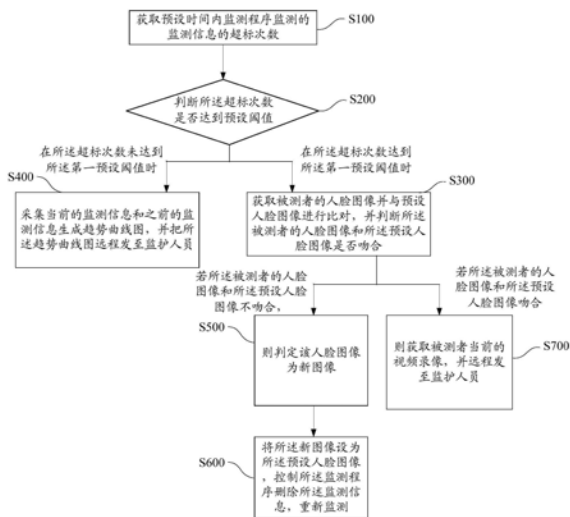 获取预设时间内监测程序监测的
监测信息的超标次数
S100
判断所述超标次数
是否达到预设阈值
S200
在所述超标次数未达到
所述第一预设阈值时
在所述超标次数达到
所述第一预设阈值时
S400
采集当前的监测信息和之前的监
测信息生成趋势曲线图，并把所
述趋势曲线图远程发至监护人员
S300
获取被测者的人脸图像并与预设
人脸图像进行比对，并判断所述
被测者的人脸图像和所述预设人
脸图像是否吻合
若所述被测者的人脸
图像和所述预设人脸
图像不吻合，
若所述被测者的人
脸图像和所述预设
人脸图像吻合
S500
则判定该人脸图像
为新图像
S700
则获取被测者当前的
视频录像，并远程发
至监护人员
S600
将所述新图像设为
所述预设人脸图像
，控制所述监测程
序删除所述监测信
息，重新监测